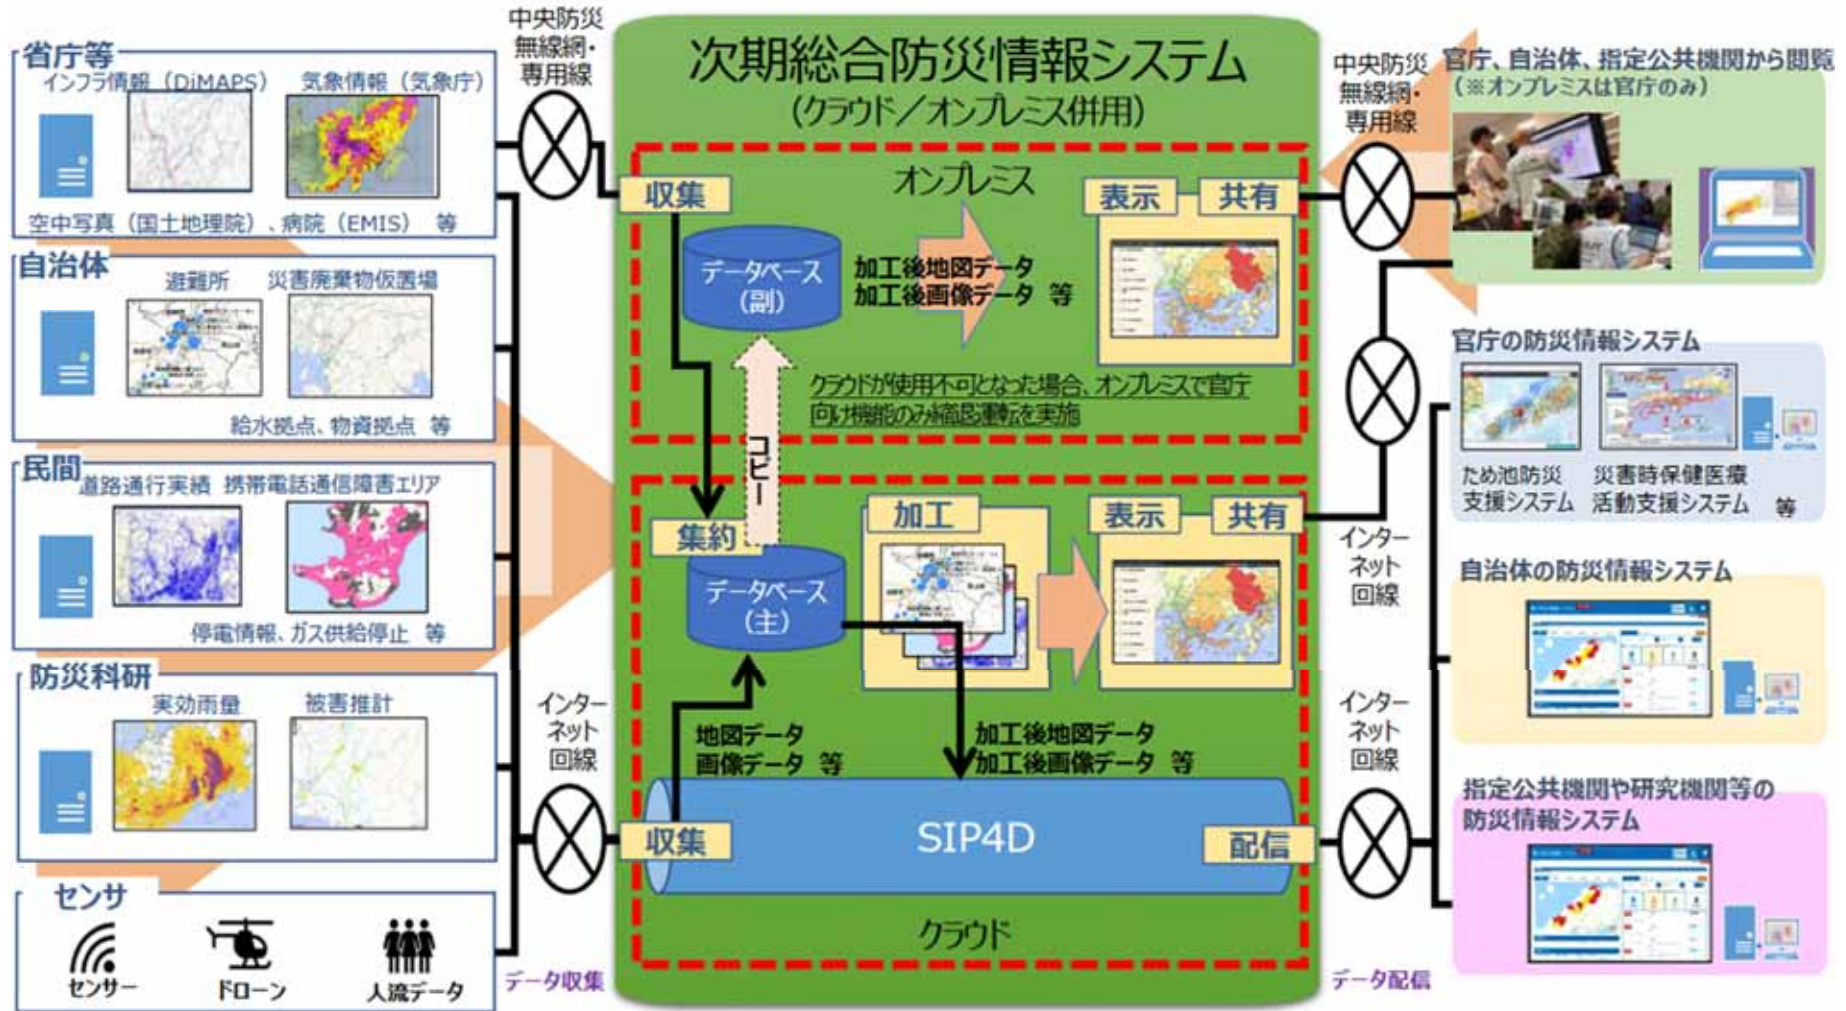 省庁等
インフラ情報(DiMAPS)
気象情報(気象庁)
空中写真(国土地理院)、病院(EMIS) 等
自治体
避難所
災害廃棄物仮置場
給水拠点、物資拠点 等
民間
道路通行実績
携帯電話通信障害エリア
停電情報、ガス供給停止 等
防災科研
実効雨量
被害推計
センサ
センサー
ドローン
人流データ
中央防災
無線網・
専用線
インター
ネット
回線
データ収集
次期総合防災情報システム
(クラウド/オンプレミス併用)
オンプレミス
収集
データベース
(副)
加工後地図データ
加工後画像データ 等
表示
共有
クラウドが使用不可となった場合、オンプレミスで官庁
向け機能のみ縮退運転を実施
コピー
集約
データベース
(主)
加工
表示
共有
地図データ
画像データ 等
加工後地図データ
加工後画像データ 等
収集
SIP4D
配信
クラウド
中央防災
無線網・
専用線
インター
ネット
回線
インター
ネット
回線
データ配信
官庁、自治体、指定公共機関から閲覧
(※オンプレミスは官庁のみ)
官庁の防災情報システム
ため池防災
支援システム
災害時保健医療
活動支援システム 等
自治体の防災情報システム
指定公共機関や研究機関等の
防災情報システム